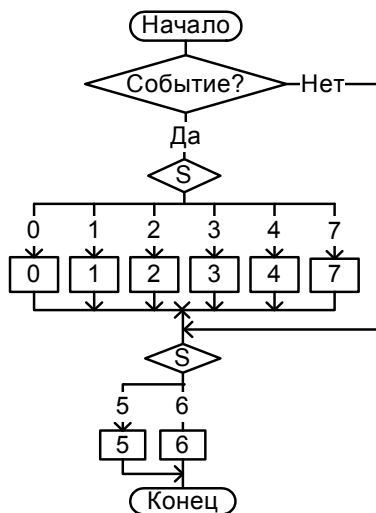 Начало
Событие? Нет
Да
S
0 1 2 3 4 7
0 1 2 3 4 7
S
5 6
5 6
Конец